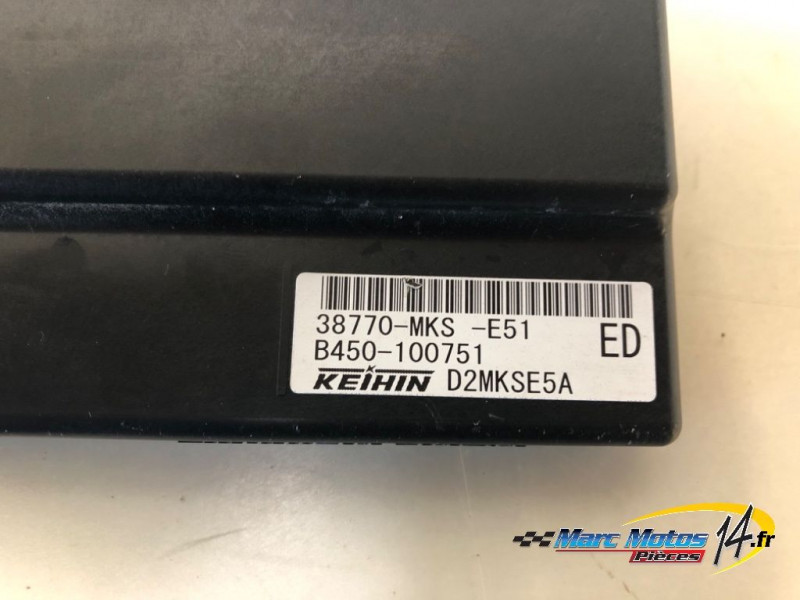 38770-MKS -E51
ED
B450-100751
KEIHIN D2MKSE5A
Marc Motos 14.fr
Pièces